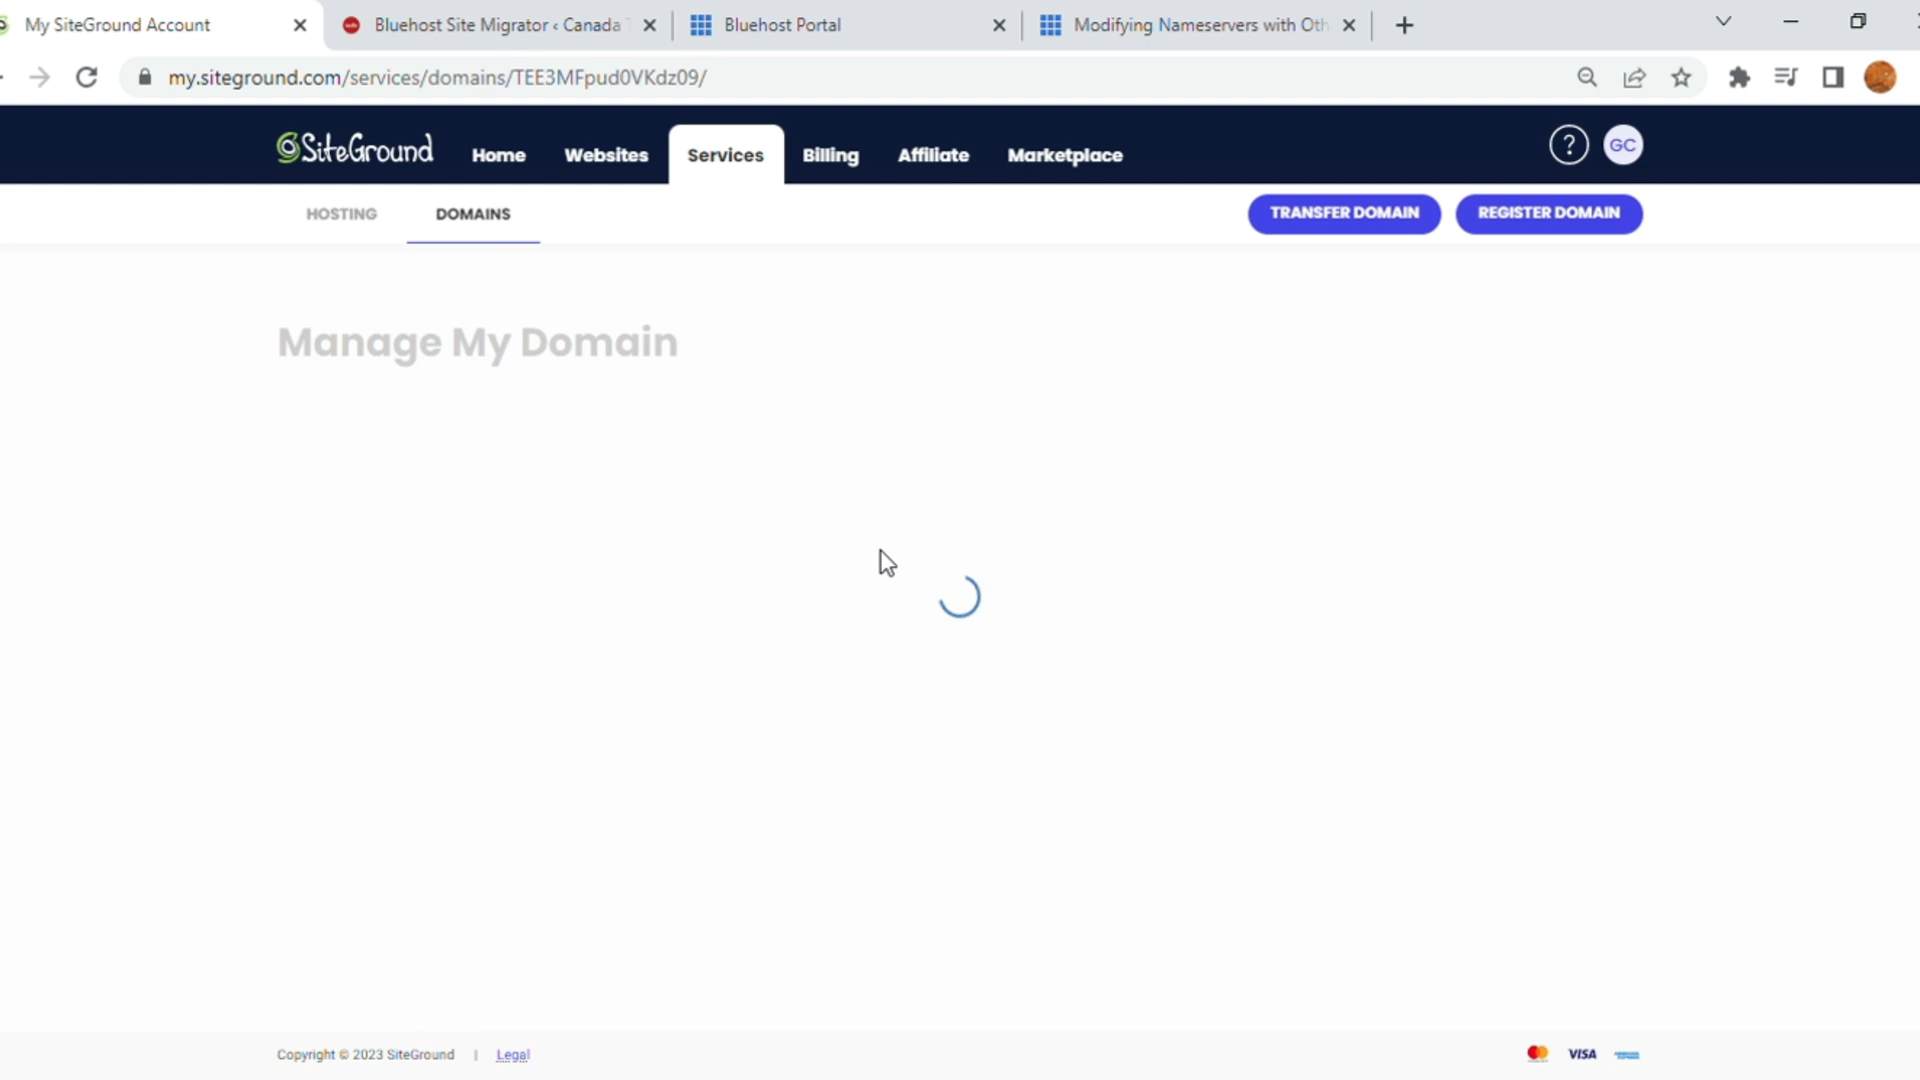 My SiteGround Account
Bluehost Site Migrator ‹ Canada
Bluehost Portal
Modifying Nameservers with Oth
my.siteground.com/services/domains/TEE3MFpud0VKdz09/
SiteGround
Home
Websites
Services
Billing
Affiliate
Marketplace
?
GC
HOSTING
DOMAINS
TRANSFER DOMAIN
REGISTER DOMAIN
Manage My Domain
Copyright © 2023 SiteGround | Legal
VISA